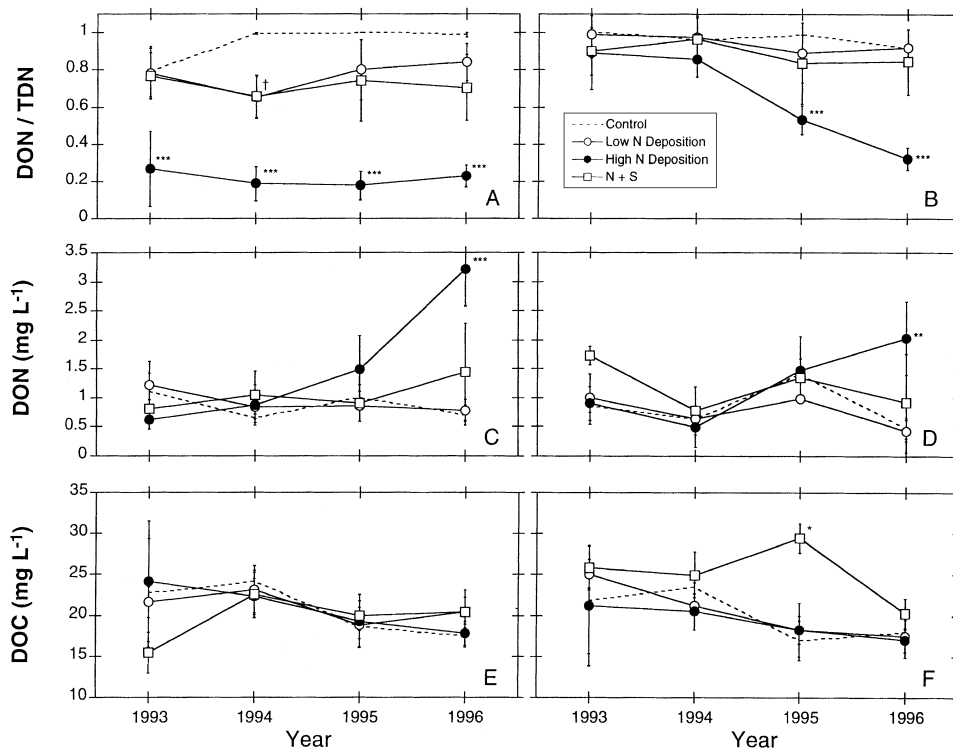 DON / TDN
1
0.8
0.6
0.4
0.2
0
†
***
***
***
***
A
Control
Low N Deposition
High N Deposition
N + S
***
***
B
DON (mg L-1)
3.5
3
2.5
2
1.5
1
0.5
0
***
C
**
D
DOC (mg L-1)
35
30
25
20
15
10
E
*
F
1993 1994 1995 1996
Year
1993 1994 1995 1996
Year